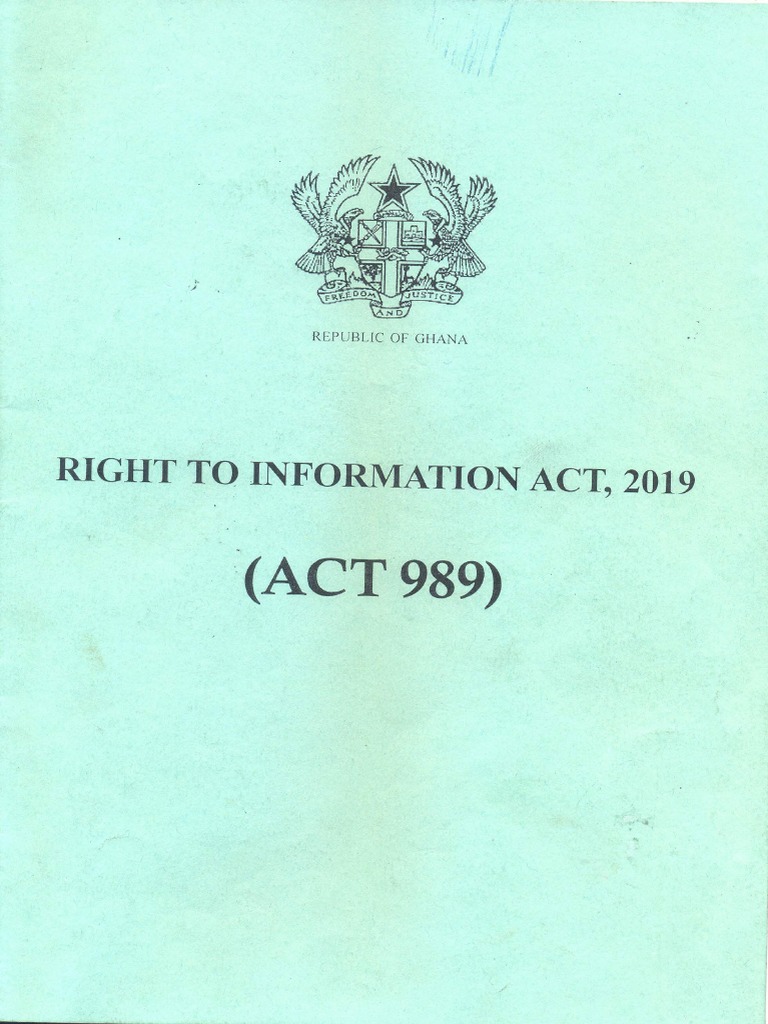 FREEDOM AND JUSTICE
REPUBLIC OF GHANA
RIGHT TO INFORMATION ACT, 2019
(ACT 989)